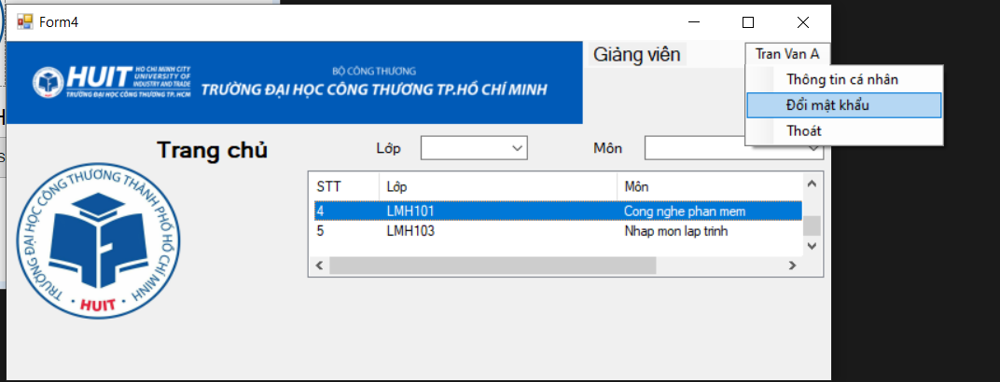 Form4
HUIT HO CHI MINH CITY
UNIVERSITY OF
INDUSTRY AND TRADE
TRƯỜNG ĐẠI HỌC CÔNG THƯƠNG TP. HCM
BỘ CÔNG THƯƠNG
TRƯỜNG ĐẠI HỌC CÔNG THƯƠNG TP.HỒ CHÍ MINH
Giảng viên
Tran Van A
Thông tin cá nhân
Đổi mật khẩu
Thoát
Trang chủ
Lớp
Môn
STT Lớp Môn
4 LMH101 Cong nghe phan mem
5 LMH103 Nhap mon lap trinh
TRƯỜNG ĐẠI HỌC CÔNG THƯƠNG THÀNH PHỐ HỒ CHÍ MINH
HUIT